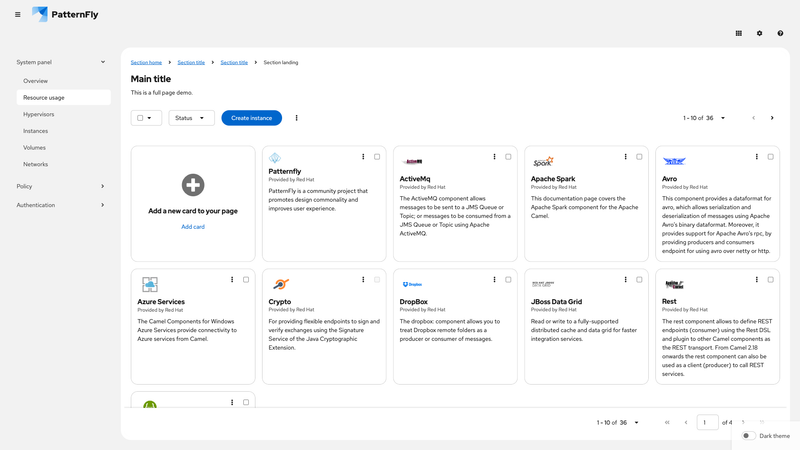 PatternFly
System panel
Overview
Resource usage
Hypervisors
Instances
Volumes
Networks
Policy
Authentication
Section home
Section title
Section title
Section landing
Main title
This is a full page demo.
Status
Create instance
1 - 10 of 36
Add a new card to your page
Add card
Patternfly
Provided by Red Hat
PatternFly is a community project that
promotes design commonality and
improves user experience.
ActiveMQ
ActiveMq
Provided by Red Hat
The ActiveMQ component allows
messages to be sent to a JMS Queue or
Topic; or messages to be consumed from a
JMS Queue or Topic using Apache
ActiveMQ.
Spark
Apache Spark
Provided by Red Hat
This documentation page covers the
Apache Spark component for the Apache
Camel.
Avro
Provided by Red Hat
This component provides a dataformat for
avro, which allows serialization and
deserialization of messages using Apache
Avro's binary dataformat. Moreover, it
provides support for Apache Avro's rpc, by
providing producers and consumers
endpoint for using avro over netty or http.
Azure Services
Provided by Red Hat
The Camel Components for Windows
Azure Services provide connectivity to
Azure services from Camel.
Crypto
Provided by Red Hat
For providing flexible endpoints to sign and
verify exchanges using the Signature
Service of the Java Cryptographic
Extension.
Dropbox
DropBox
Provided by Red Hat
The dropbox: component allows you to
treat Dropbox remote folders as a
producer or consumer of messages.
JBoss Data Grid
Provided by Red Hat
Read or write to a fully-supported
distributed cache and data grid for faster
integration services.
Rest
Provided by Red Hat
The rest component allows to define REST
endpoints (consumer) using the Rest DSL
and plugin to other Camel components as
the REST transport. From Camel 2.18
onwards the rest component can also be
used as a client (producer) to call REST
services.
1 - 10 of 36
1
of 4
Dark theme